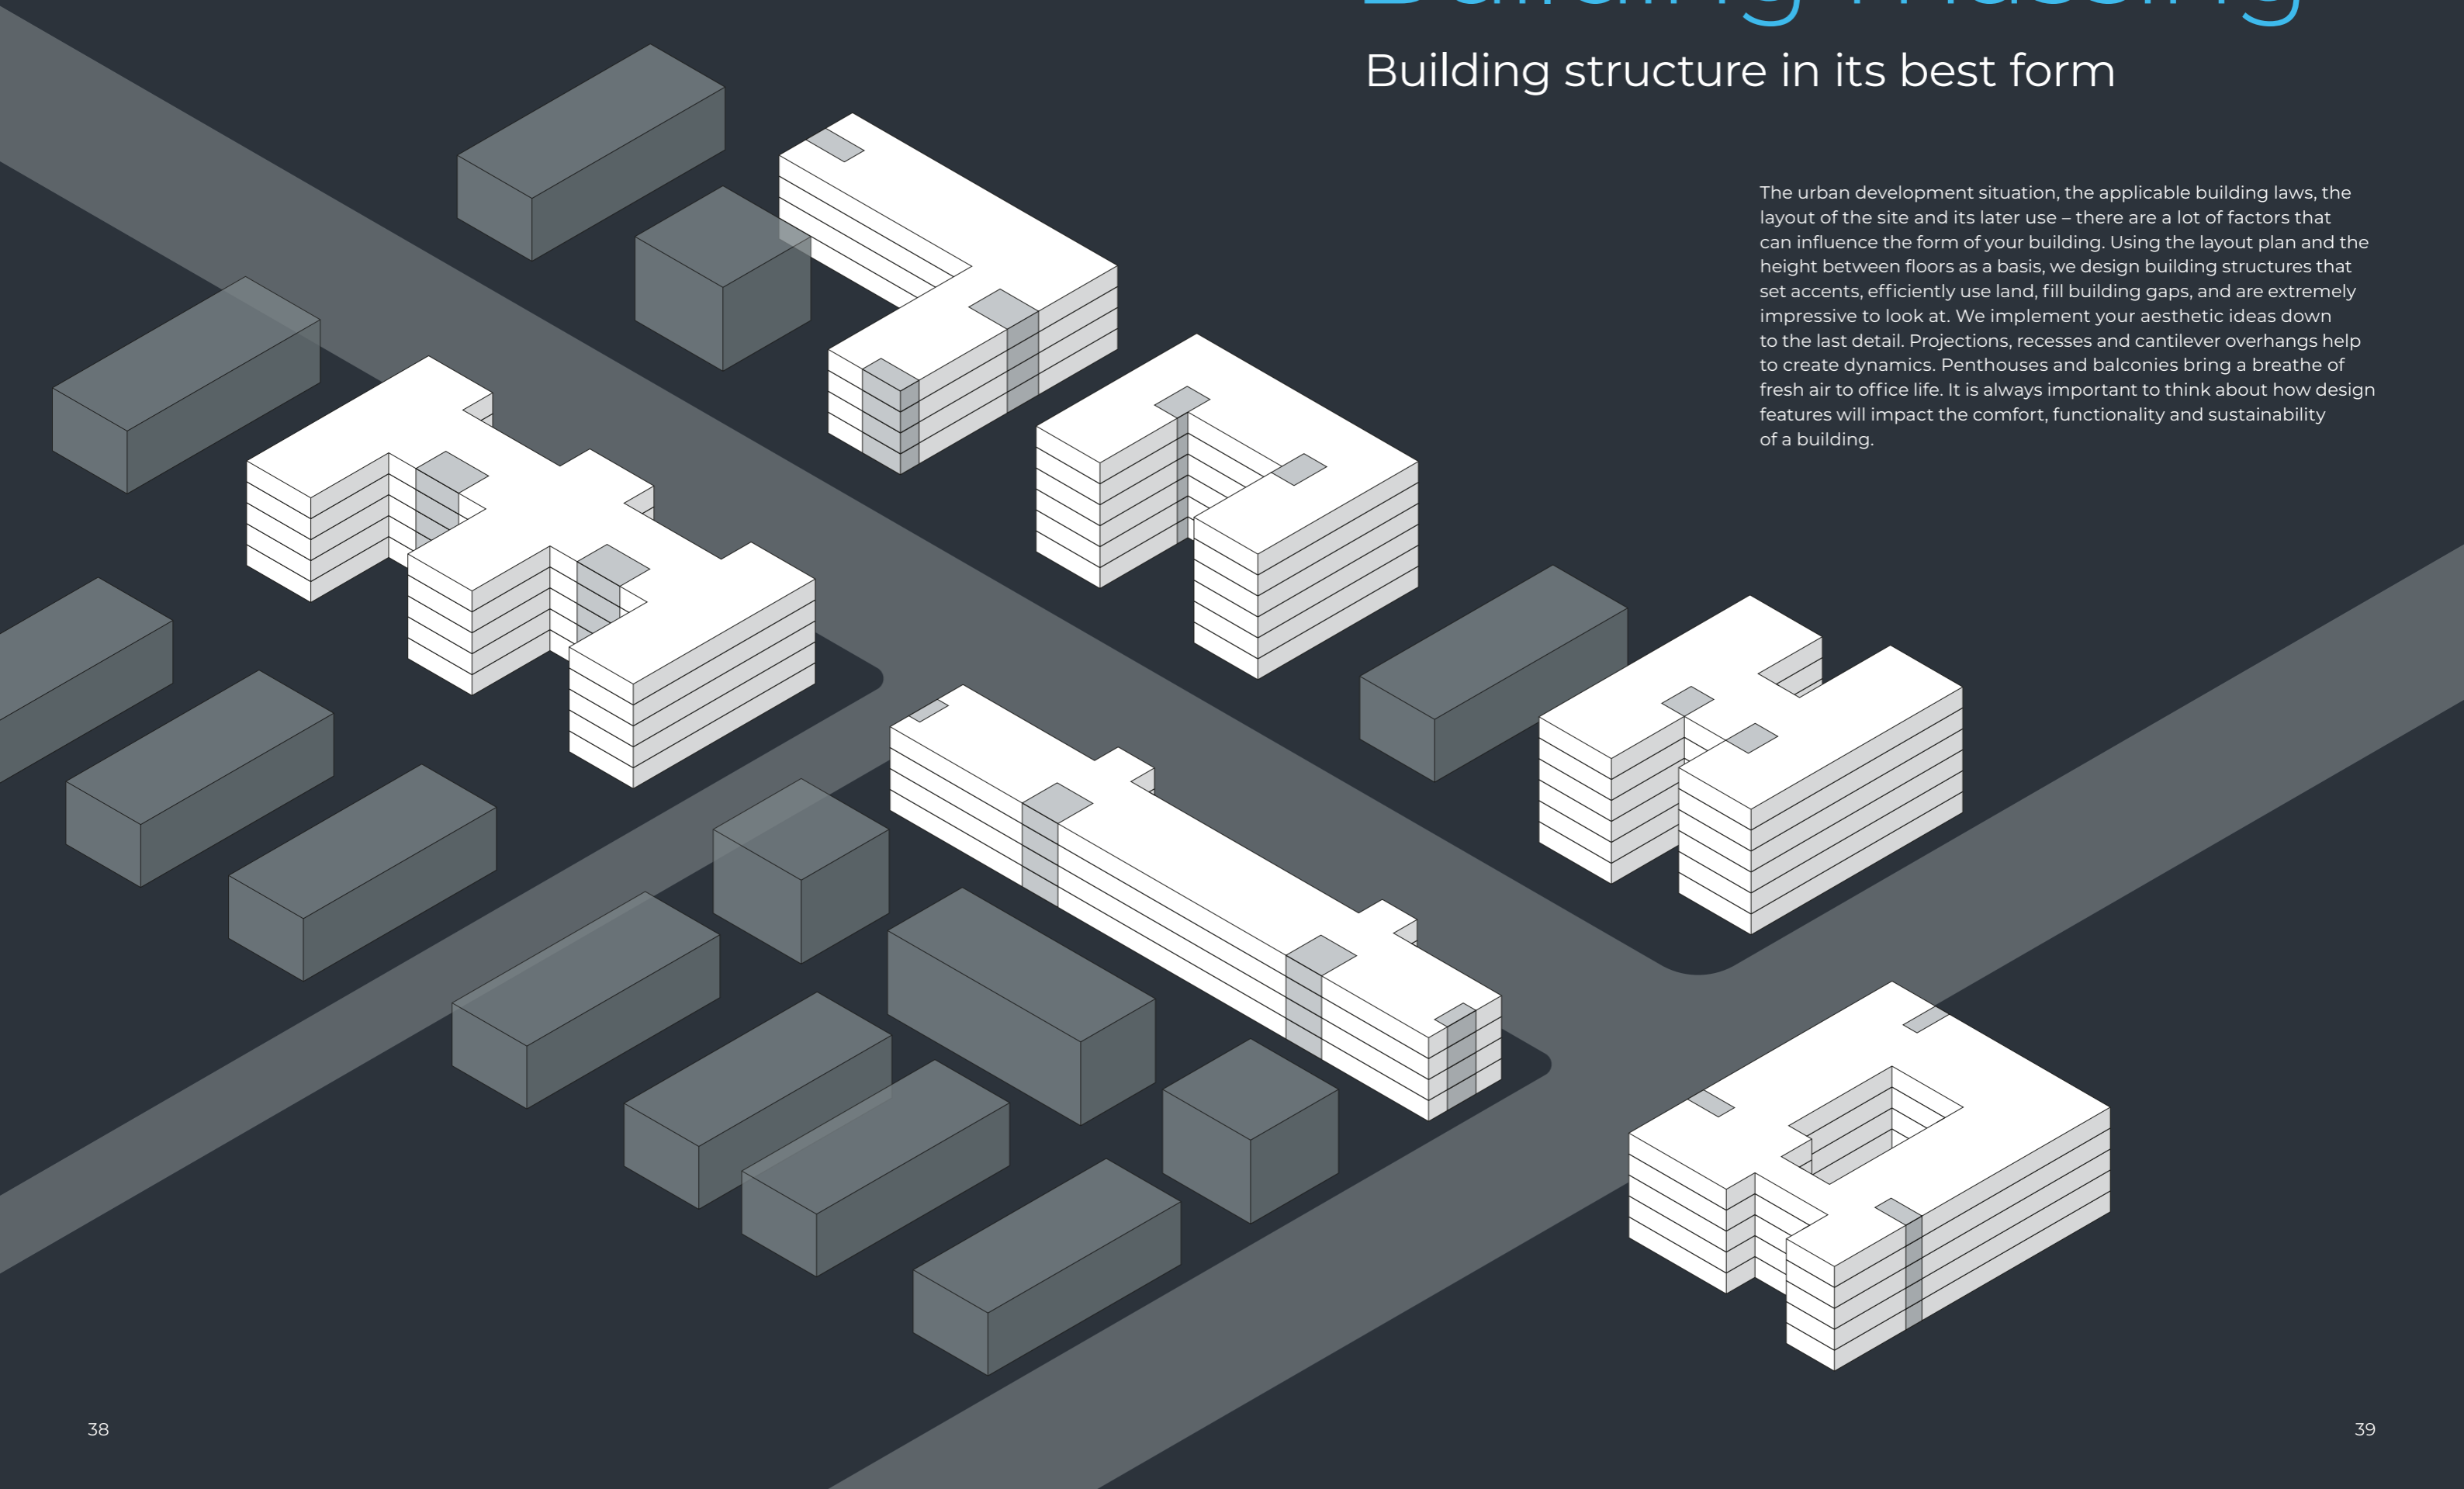 Building structure in its best form
The urban development situation, the applicable building laws, the
layout of the site and its later use – there are a lot of factors that
can influence the form of your building. Using the layout plan and the
height between floors as a basis, we design building structures that
set accents, efficiently use land, fill building gaps, and are extremely
impressive to look at. We implement your aesthetic ideas down
to the last detail. Projections, recesses and cantilever overhangs help
to create dynamics. Penthouses and balconies bring a breathe of
fresh air to office life. It is always important to think about how design
features will impact the comfort, functionality and sustainability
of a building.
38
39